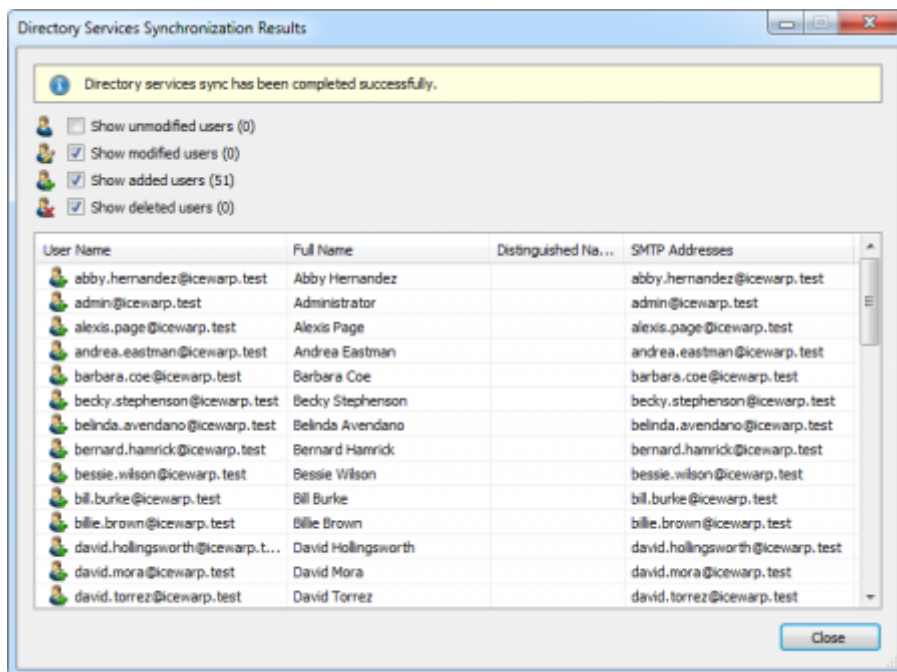 Directory Services Synchronization Results
Directory services sync has been completed successfully.
Show unmodified users (0)
Show modified users (0)
Show added users (51)
Show deleted users (0)
User Name Full Name Distinguished Na... SMTP Addresses
abby.hernandez@icewarp.test Abby Hernandez abby.hernandez@icewarp.test
admin@icewarp.test Administrator admin@icewarp.test
alexis.page@icewarp.test Alexis Page alexis.page@icewarp.test
andrea.eastman@icewarp.test Andrea Eastman andrea.eastman@icewarp.test
barbara.coe@icewarp.test Barbara Coe barbara.coe@icewarp.test
becky.stephenson@icewarp.test Becky Stephenson becky.stephenson@icewarp.test
belinda.avendano@icewarp.test Belinda Avendano belinda.avendano@icewarp.test
bernard.hamrick@icewarp.test Bernard Hamrick bernard.hamrick@icewarp.test
bessie.wilson@icewarp.test Bessie Wilson bessie.wilson@icewarp.test
bill.burke@icewarp.test Bill Burke bill.burke@icewarp.test
billie.brown@icewarp.test Billie Brown billie.brown@icewarp.test
david.hollingsworth@icewarp.t... David Hollingsworth david.hollingsworth@icewarp.test
david.mora@icewarp.test David Mora david.mora@icewarp.test
david.torrez@icewarp.test David Torrez david.torrez@icewarp.test
Close